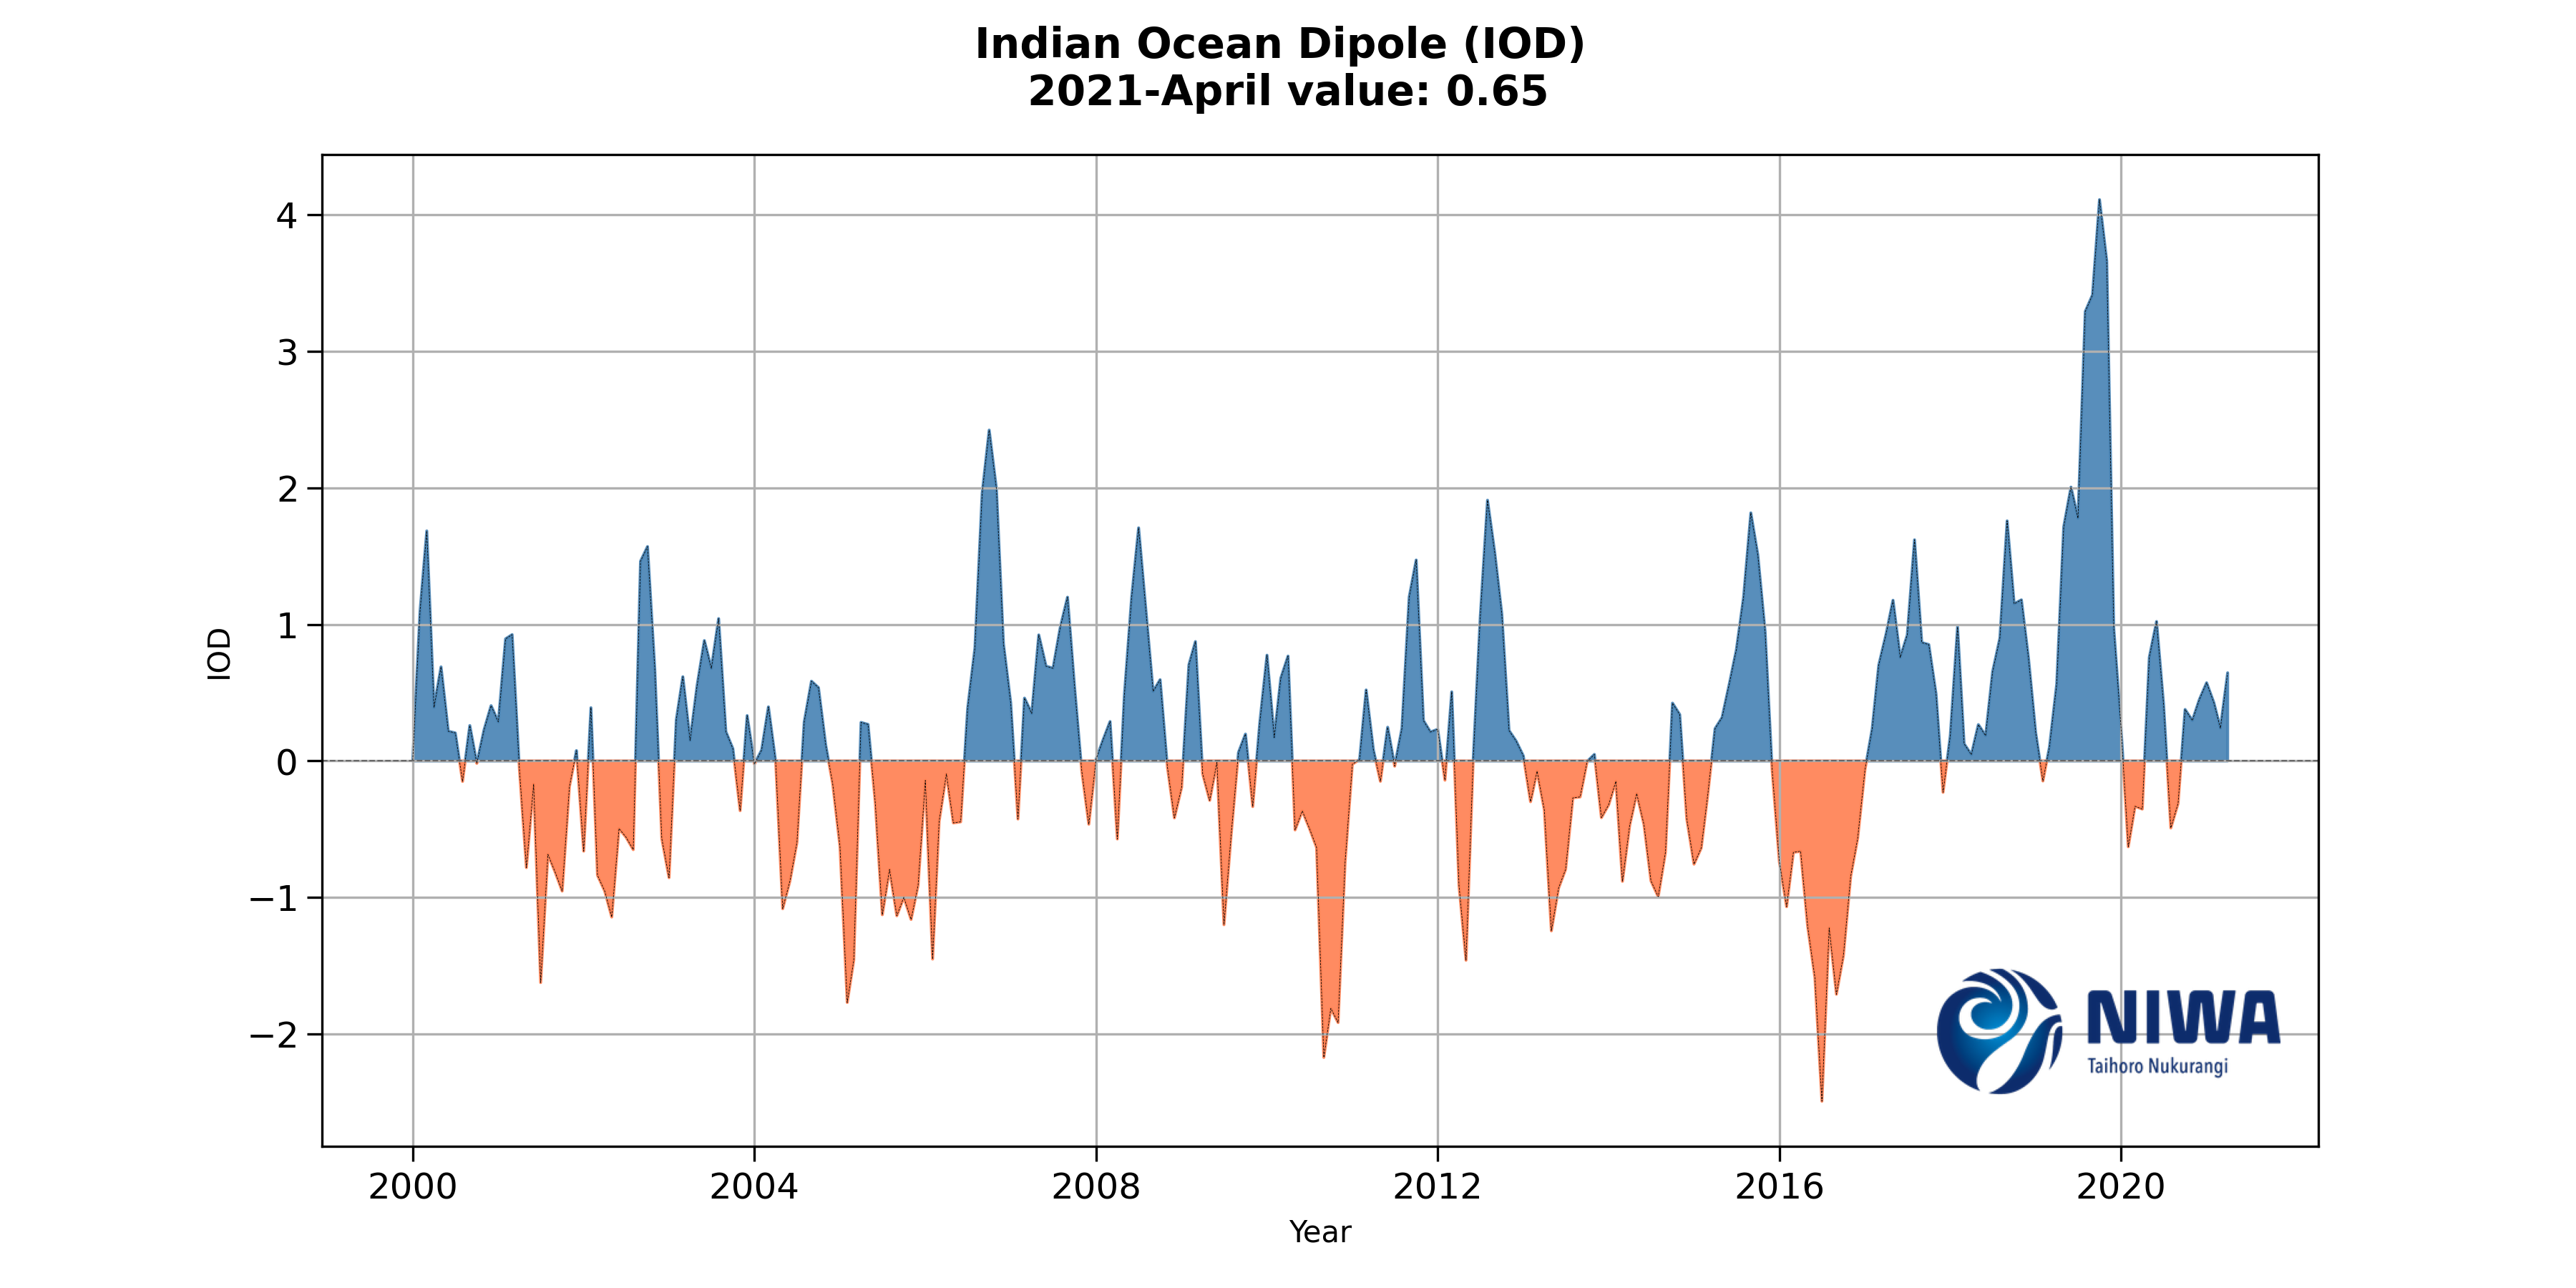 Indian Ocean Dipole (IOD)
2021-April value: 0.65
4
3
2
1
0
−1
−2
IOD
NIWA
Taihoro Nukurangi
2000 2004 2008 2012 2016 2020
Year